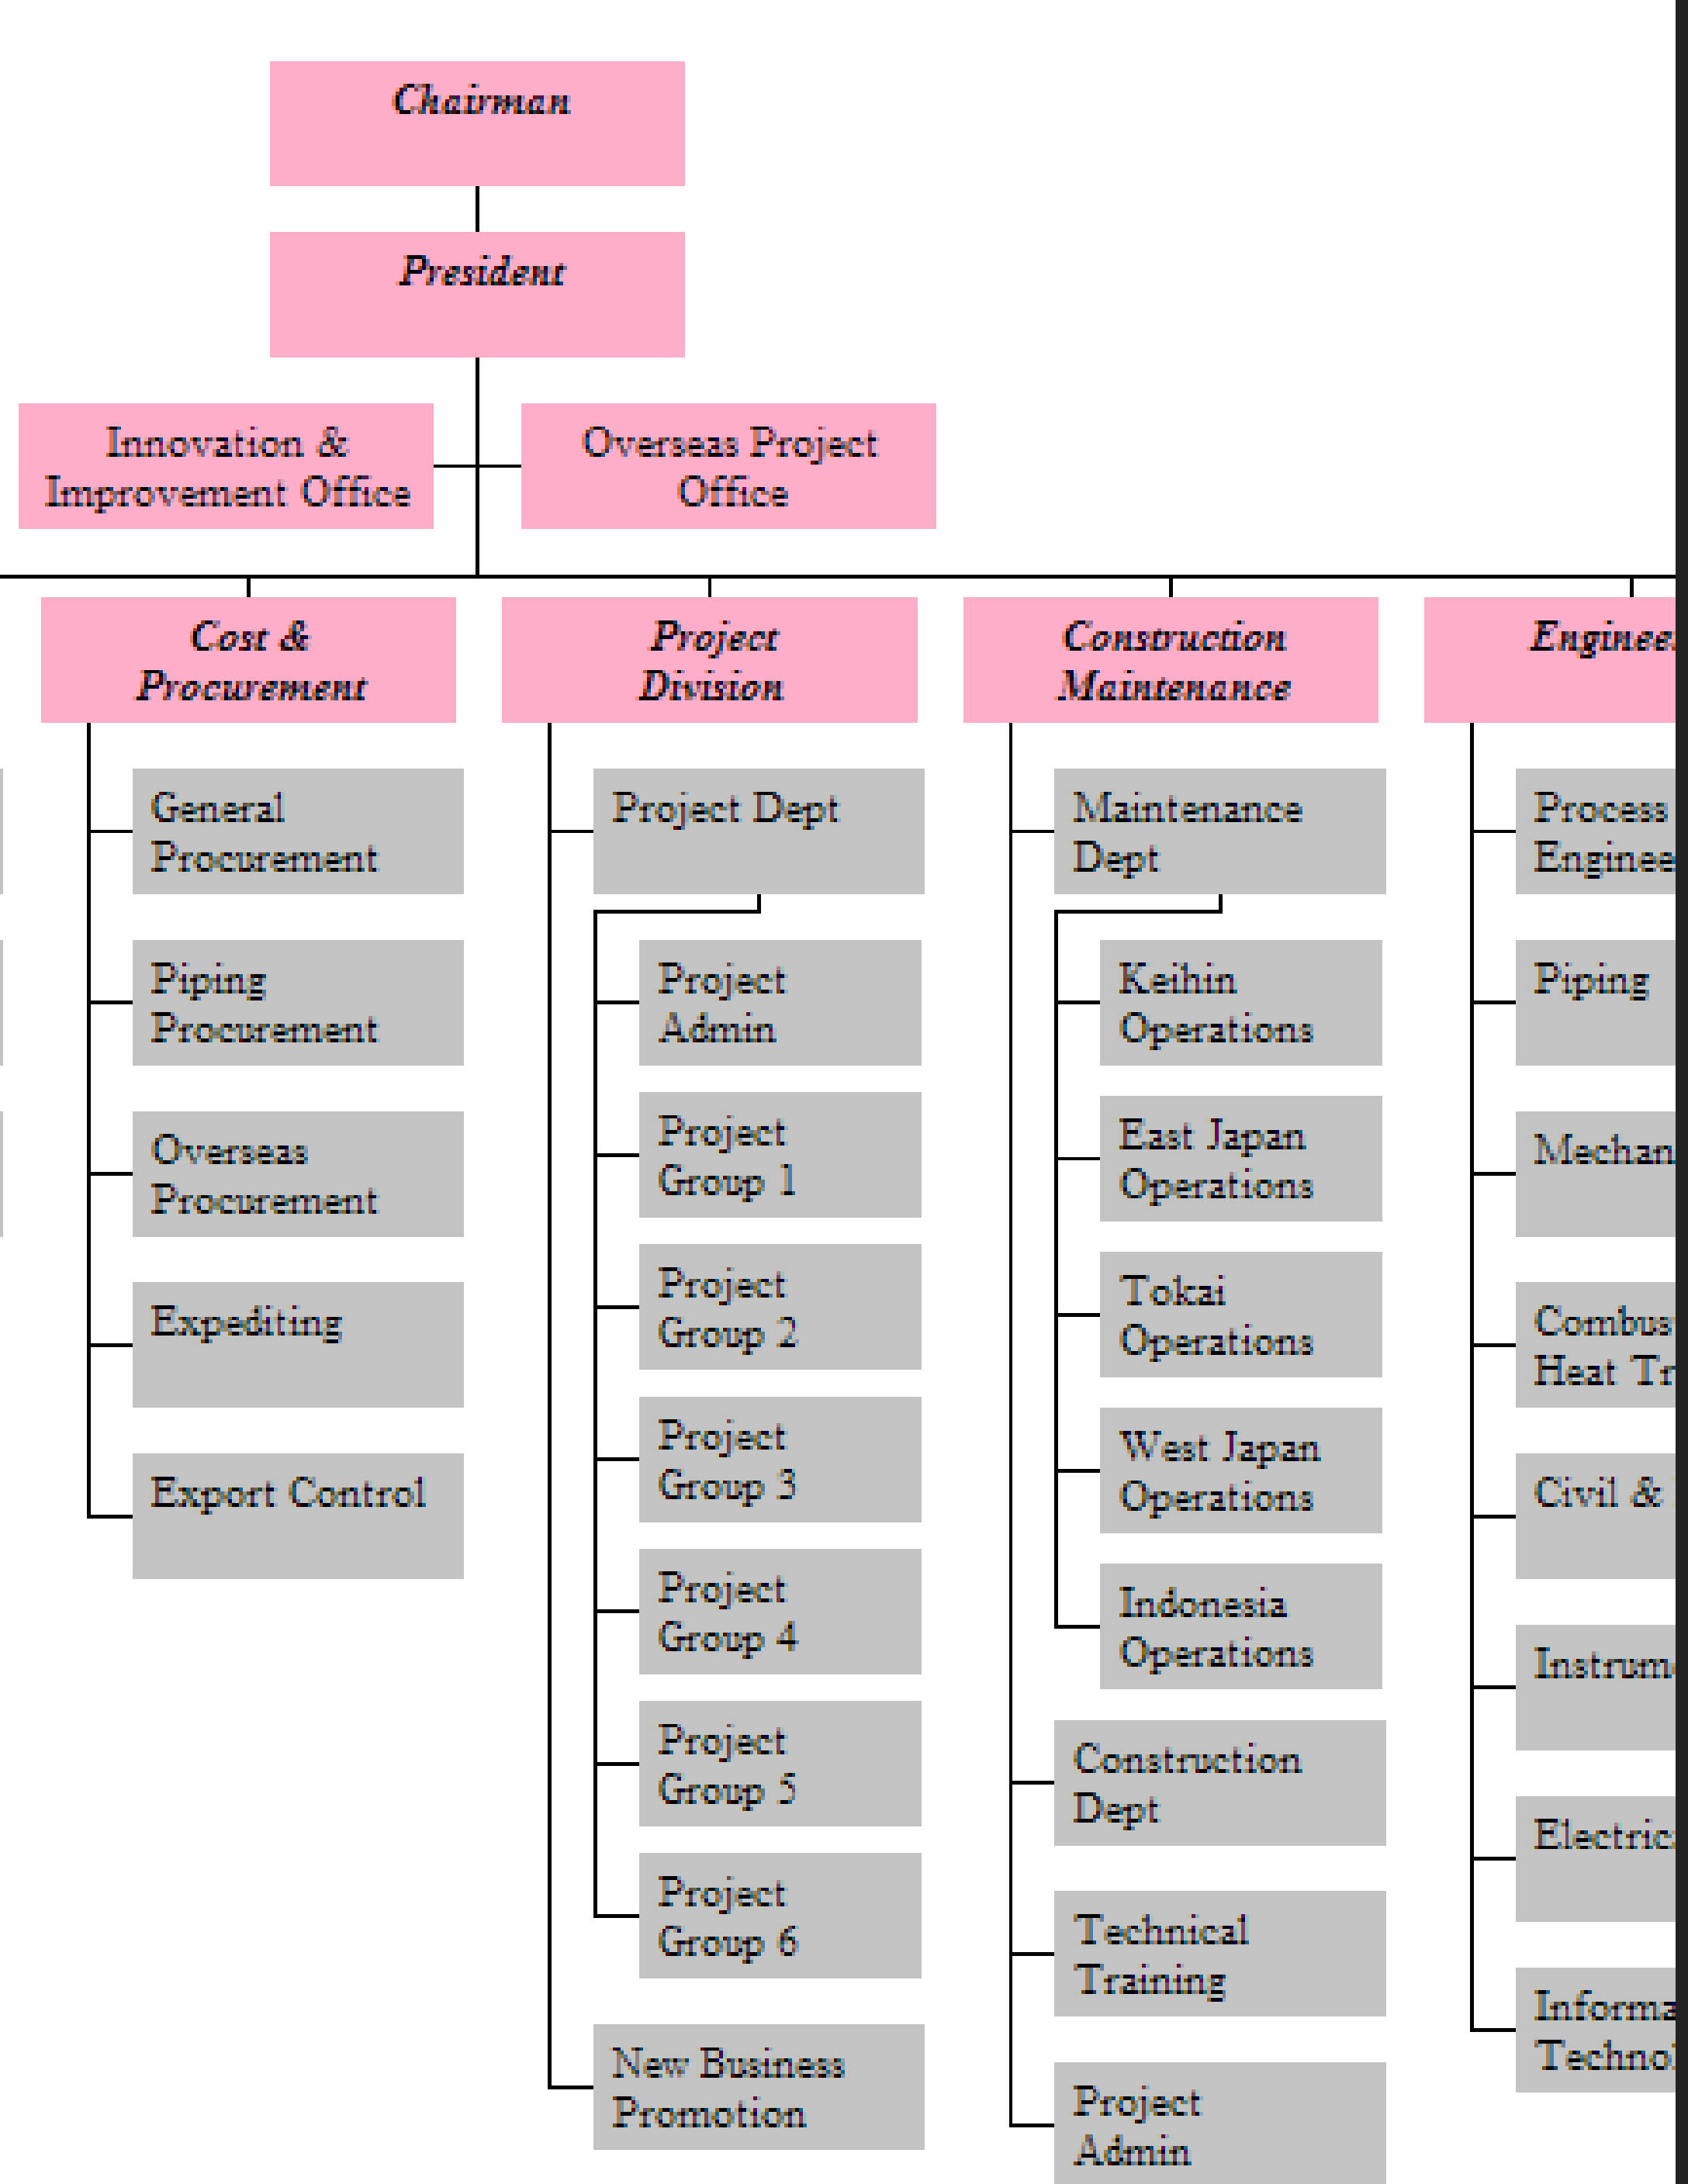 Chairman
President
Innovation &
Improvement Office
Overseas Project
Office
Cost &
Procurement
General
Procurement
Piping
Procurement
Overseas
Procurement
Expediting
Export Control
Project
Division
Project Dept
Project
Admin
Project
Group 1
Project
Group 2
Project
Group 3
Project
Group 4
Project
Group 5
Project
Group 6
New Business
Promotion
Construction
Maintenance
Maintenance
Dept
Keihin
Operations
East Japan
Operations
Tokai
Operations
West Japan
Operations
Indonesia
Operations
Construction
Dept
Technical
Training
Project
Admin
Process
Piping
Heat
Civil &